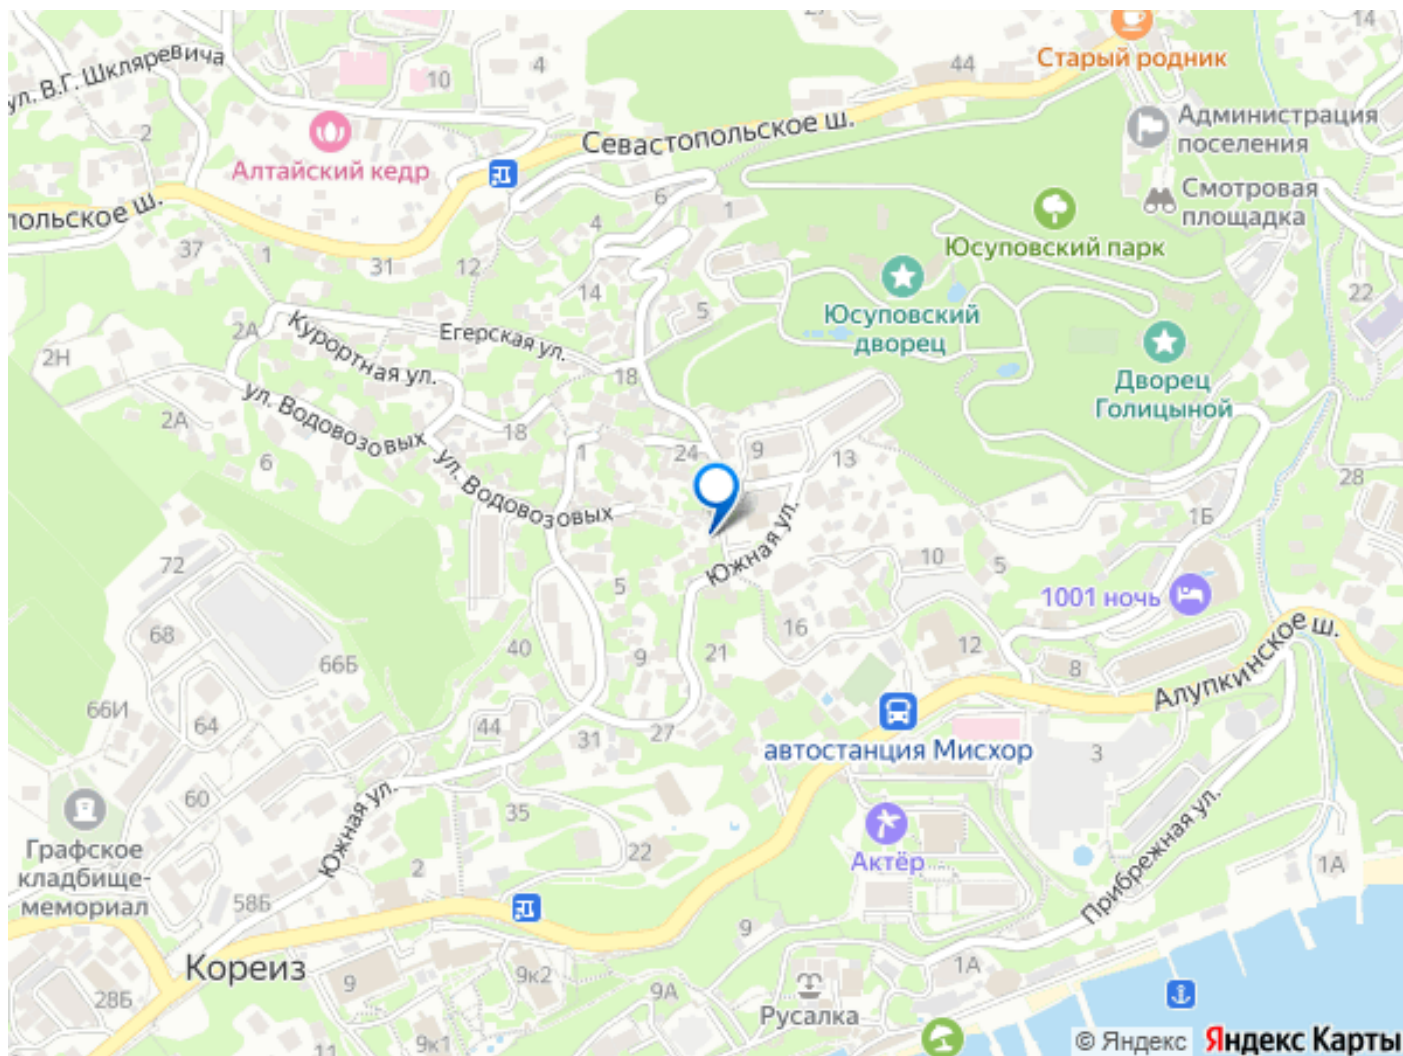 44
14
Старый родник
ул. В.Г. Шкляревича
4
10
2
Севастопольское ш.
Администрация
поселения
Алтайский кедр
6
1
Смотровая
площадка
польское ш.
4
Юсуповский парк
37
1
31
12
14
5
22
Юсуповский
дворец
2А
Курортная ул.
Егерская ул.
2Н
18
Дворец
Голицыной
ул. Водовозовых
2А
18
6
1
24
9
13
28
ул. Водовозовых
1Б
Южная ул.
72
5
10
5
1001 ночь
68
66Б
40
9
21
16
12
8
Алупкинское ш.
66И
64
44
31
27
автостанция Мисхор
3
60
35
Южная ул.
Актёр
Прибрежная ул.
Графское
кладбище-
мемориал
2
22
1А
58Б
9
Кореиз
9
9к2
1А
28Б
9А
Русалка
11
9к1
© Яндекс
Яндекс Карты